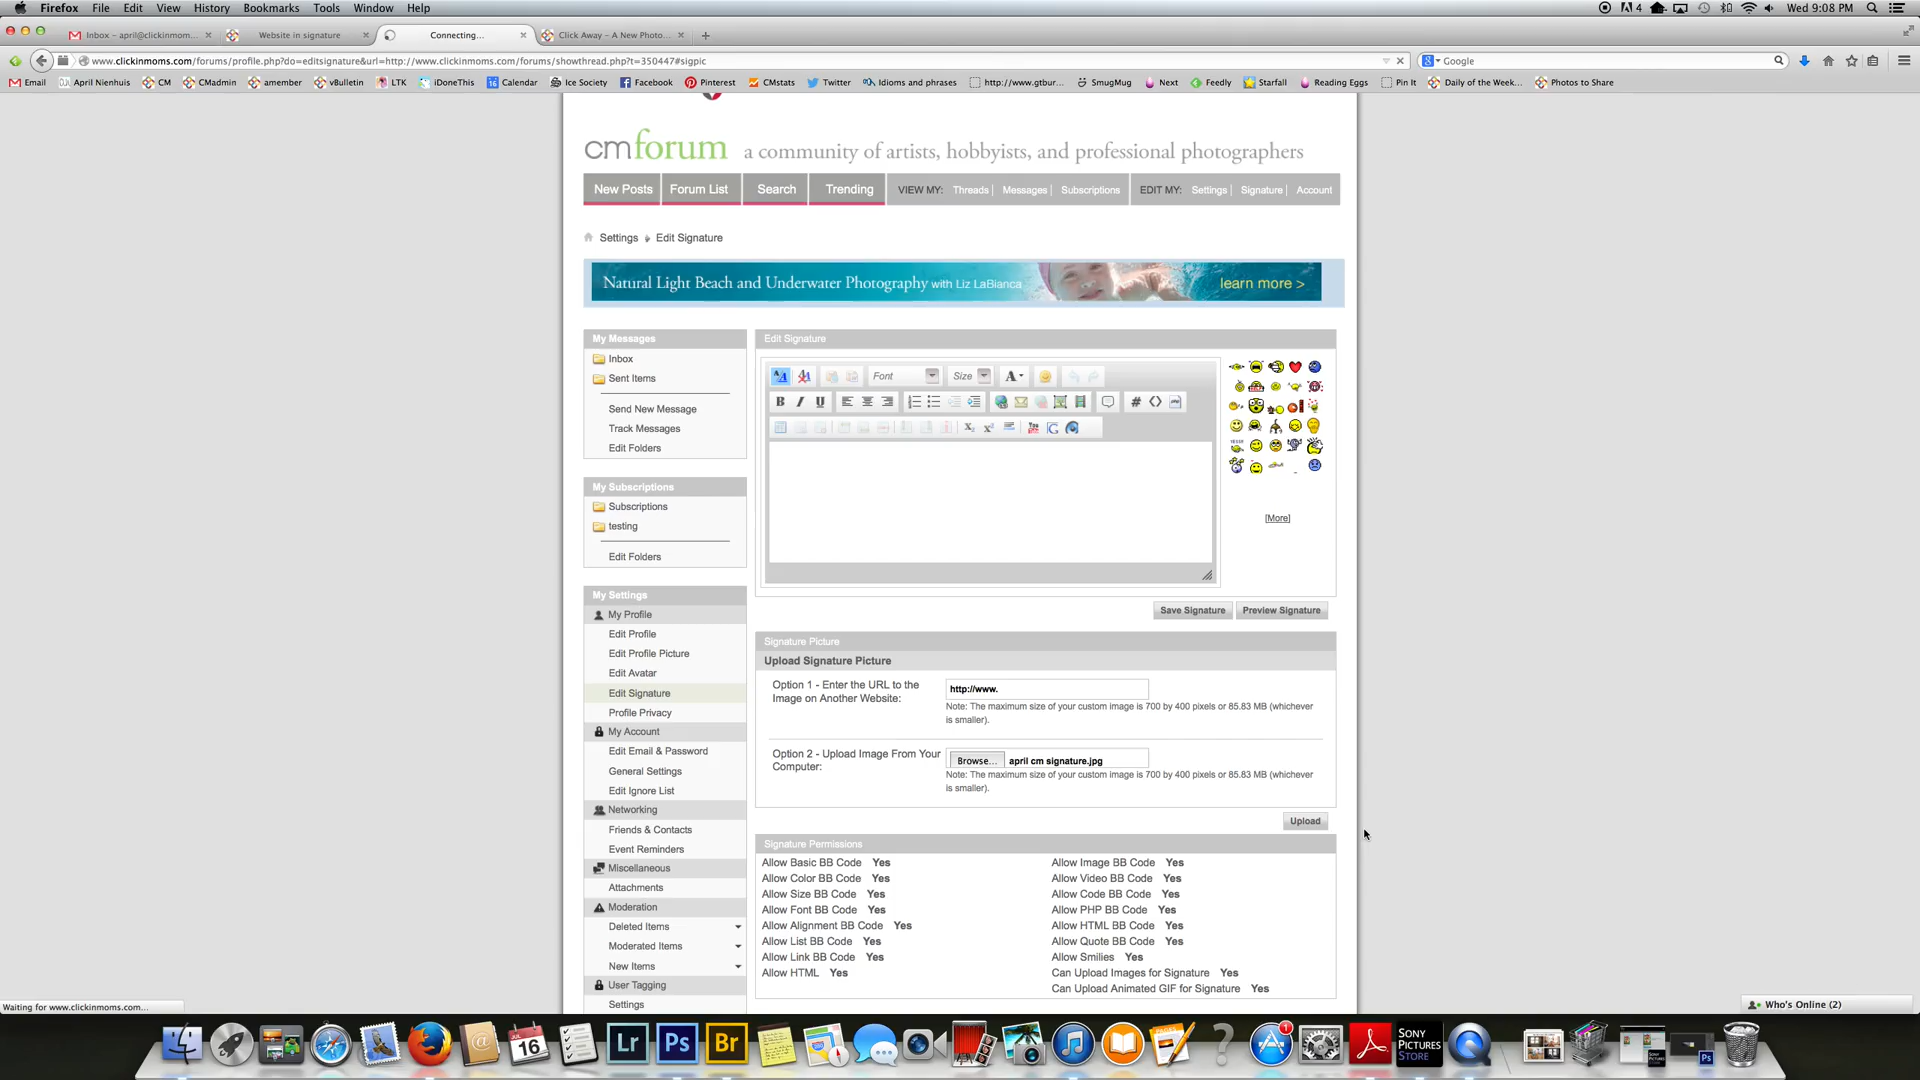 Firefox File Edit View History Bookmarks Tools Window Help
4 Wed 9:08 PM
Inbox – april@clickinmom... × Website in signature × Connecting... × Click Away – A New Photo... × +
www.clickinmoms.com/forums/profile.php?do=editsignature&url=http://www.clickinmoms.com/forums/showthread.php?t=350447#sigpic
Google
Email April Nienhuis CM CMadmin amember vBulletin LTK iDoneThis 16 Calendar Ice Society Facebook Pinterest CMstats Twitter Idioms and phrases http://www.gtbur... SmugMug Next Feedly Starfall Reading Eggs Pin It Daily of the Week... Photos to Share
cmforum a community of artists, hobbyists, and professional photographers
New Posts Forum List Search Trending VIEW MY: Threads | Messages | Subscriptions EDIT MY: Settings | Signature | Account
Settings Edit Signature
Natural Light Beach and Underwater Photography with Liz LaBianca learn more >
My Messages
Inbox
Sent Items
Send New Message
Track Messages
Edit Folders
My Subscriptions
Subscriptions
testing
Edit Folders
My Settings
My Profile
Edit Profile
Edit Profile Picture
Edit Avatar
Edit Signature
Profile Privacy
My Account
Edit Email & Password
General Settings
Edit Ignore List
Networking
Friends & Contacts
Event Reminders
Miscellaneous
Attachments
Moderation
Deleted Items
Moderated Items
New Items
User Tagging
Settings
Edit Signature
Font Size A
B I U #
[More]
Save Signature Preview Signature
Signature Picture
Upload Signature Picture
Option 1 - Enter the URL to the
Image on Another Website:
http://www.
Note: The maximum size of your custom image is 700 by 400 pixels or 85.83 MB (whichever
is smaller).
Option 2 - Upload Image From Your
Computer:
Browse... april cm signature.jpg
Note: The maximum size of your custom image is 700 by 400 pixels or 85.83 MB (whichever
is smaller).
Upload
Signature Permissions
Allow Basic BB Code Yes
Allow Color BB Code Yes
Allow Size BB Code Yes
Allow Font BB Code Yes
Allow Alignment BB Code Yes
Allow List BB Code Yes
Allow Link BB Code Yes
Allow HTML Yes
Allow Image BB Code Yes
Allow Video BB Code Yes
Allow Code BB Code Yes
Allow PHP BB Code Yes
Allow HTML BB Code Yes
Allow Quote BB Code Yes
Allow Smilies Yes
Can Upload Images for Signature Yes
Can Upload Animated GIF for Signature Yes
Waiting for www.clickinmoms.com...
Who's Online (2)
JUL
16
Lr Ps Br
?
1
SONY
PICTURES
STORE
Ps